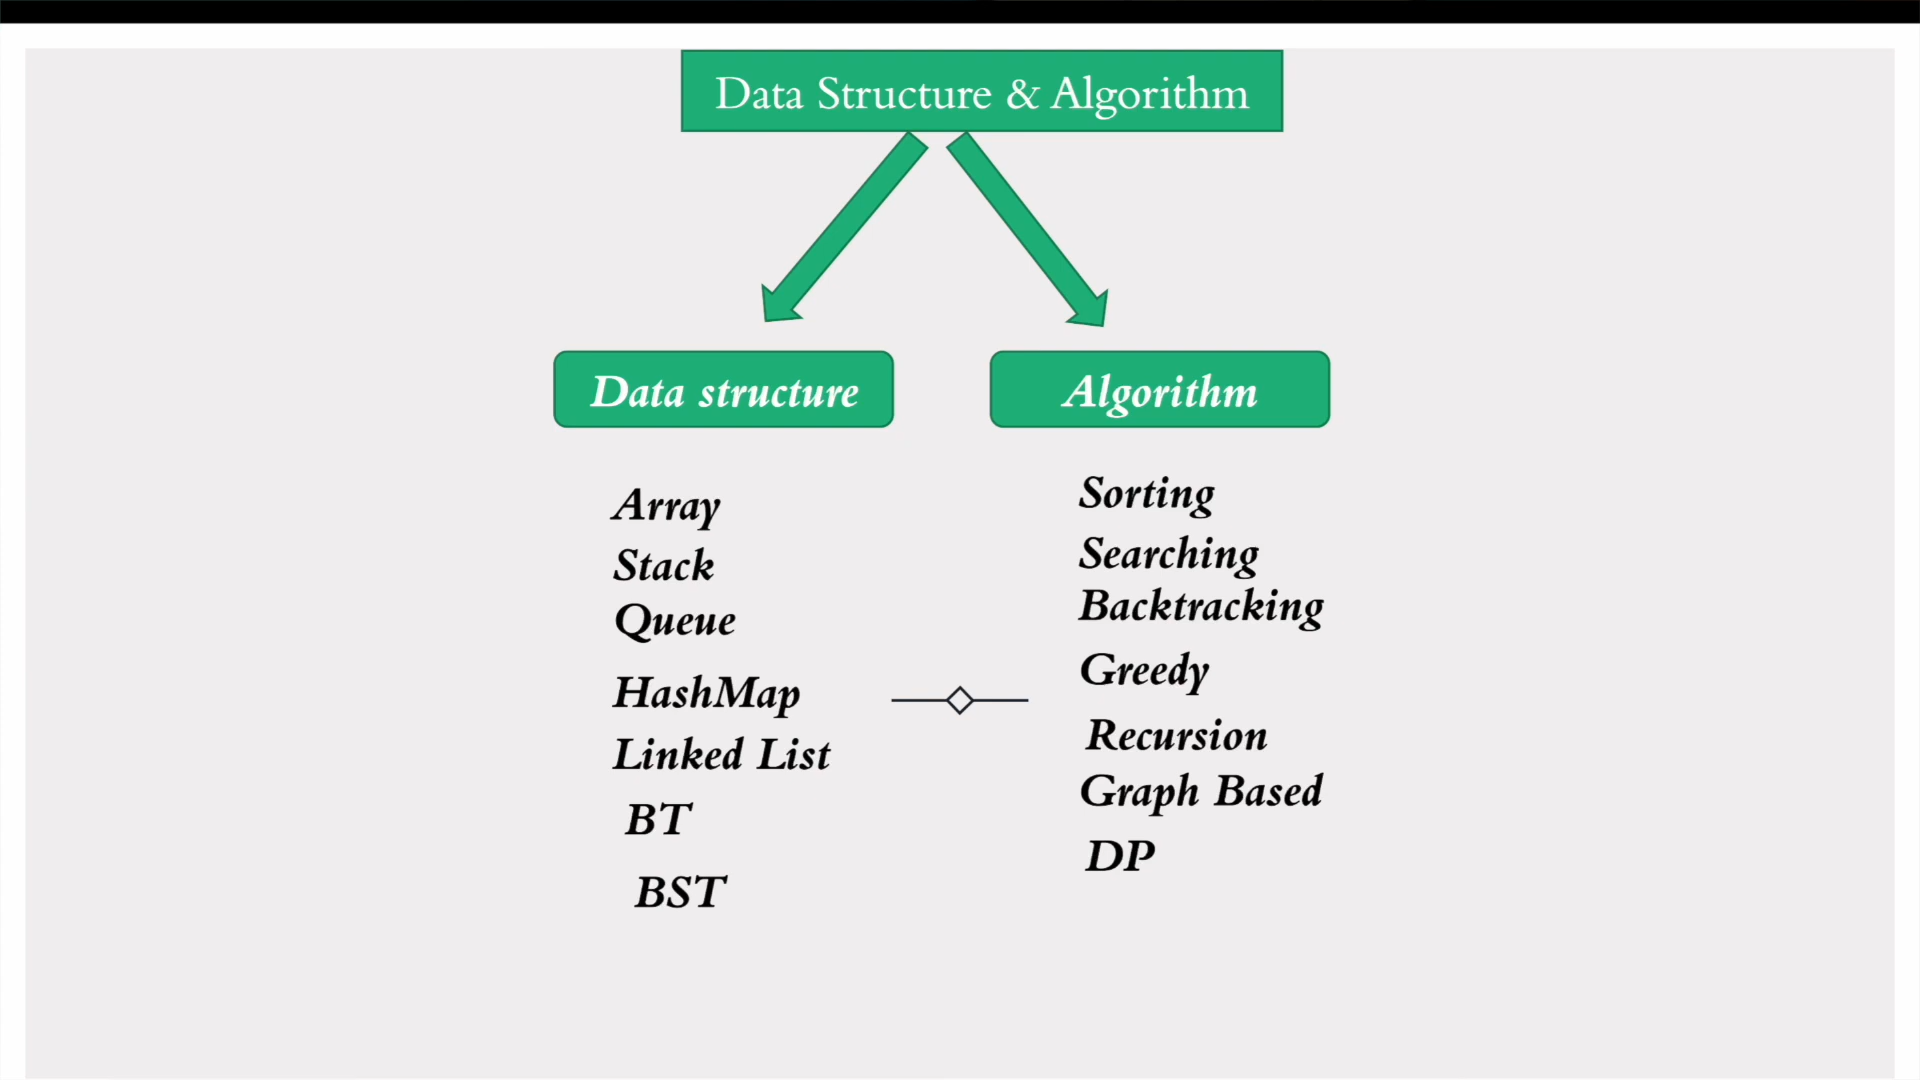 Data Structure & Algorithm
Data structure
Algorithm
Array
Stack
Queue
HashMap
Linked List
BT
BST
Sorting
Searching
Backtracking
Greedy
Recursion
Graph Based
DP